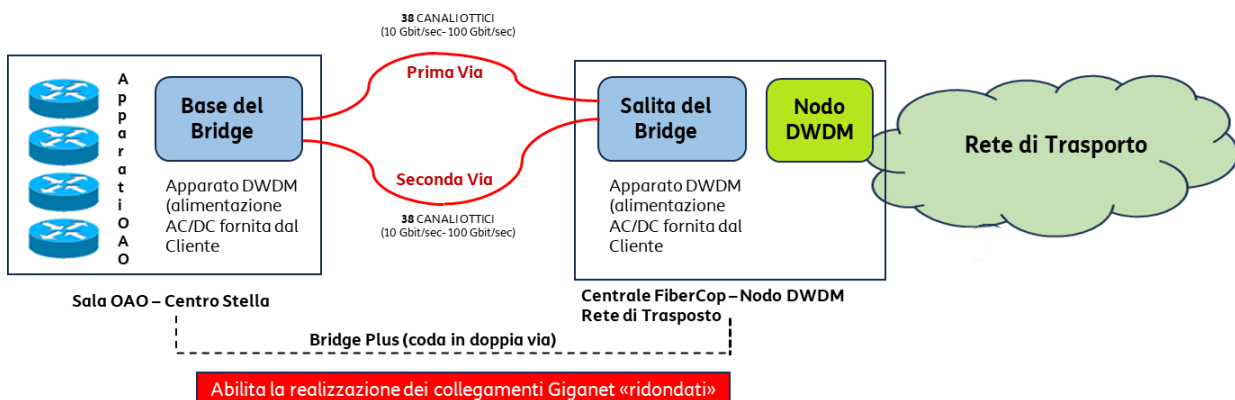 38 CANALI OTTICI
(10 Gbit/sec- 100 Gbit/sec)
Prima Via
Apparati OAO
Base del
Bridge
Apparato DWDM
(alimentazione
AC/DC fornita dal
Cliente
Seconda Via
38 CANALI OTTICI
(10 Gbit/sec- 100 Gbit/sec)
Salita del
Bridge
Nodo
DWDM
Apparato DWDM
(alimentazione
AC/DC fornita dal
Cliente
Rete di Trasporto
Sala OAO – Centro Stella
Centrale FiberCop – Nodo DWDM
Rete di Trasposto
Bridge Plus (coda in doppia via)
Abilita la realizzazione dei collegamenti Giganet «ridondati»